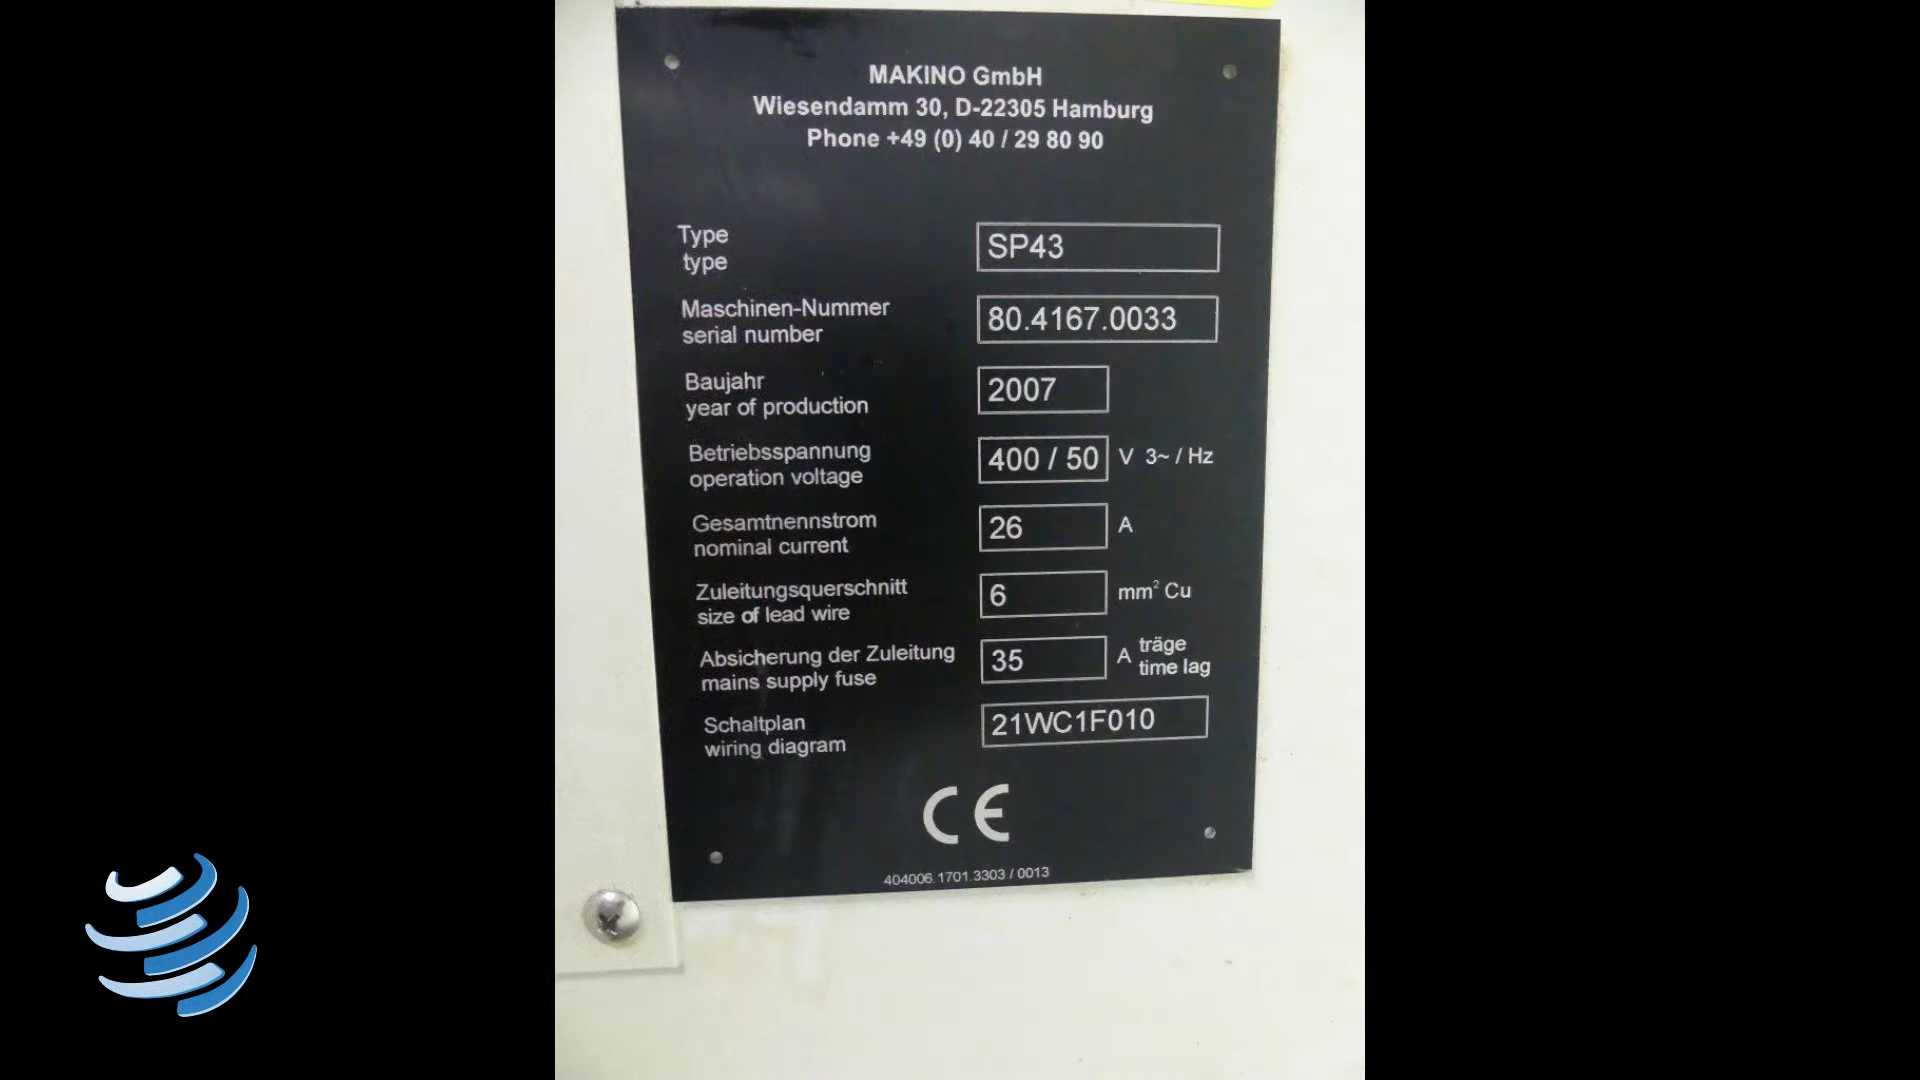 MAKINO GmbH
Wiesendamm 30, D-22305 Hamburg
Phone +49 (0) 40 / 29 80 90
Type
type
SP43
Maschinen-Nummer
serial number
80.4167.0033
Baujahr
year of production
2007
Betriebsspannung
operation voltage
400 / 50 V 3~ / Hz
Gesamtnennstrom
nominal current
26 A
Zuleitungsquerschnitt
size of lead wire
6 mm² Cu
Absicherung der Zuleitung
mains supply fuse
35 A träge
time lag
Schaltplan
wiring diagram
21WC1F010
CE
404006.1701.3303 / 0013